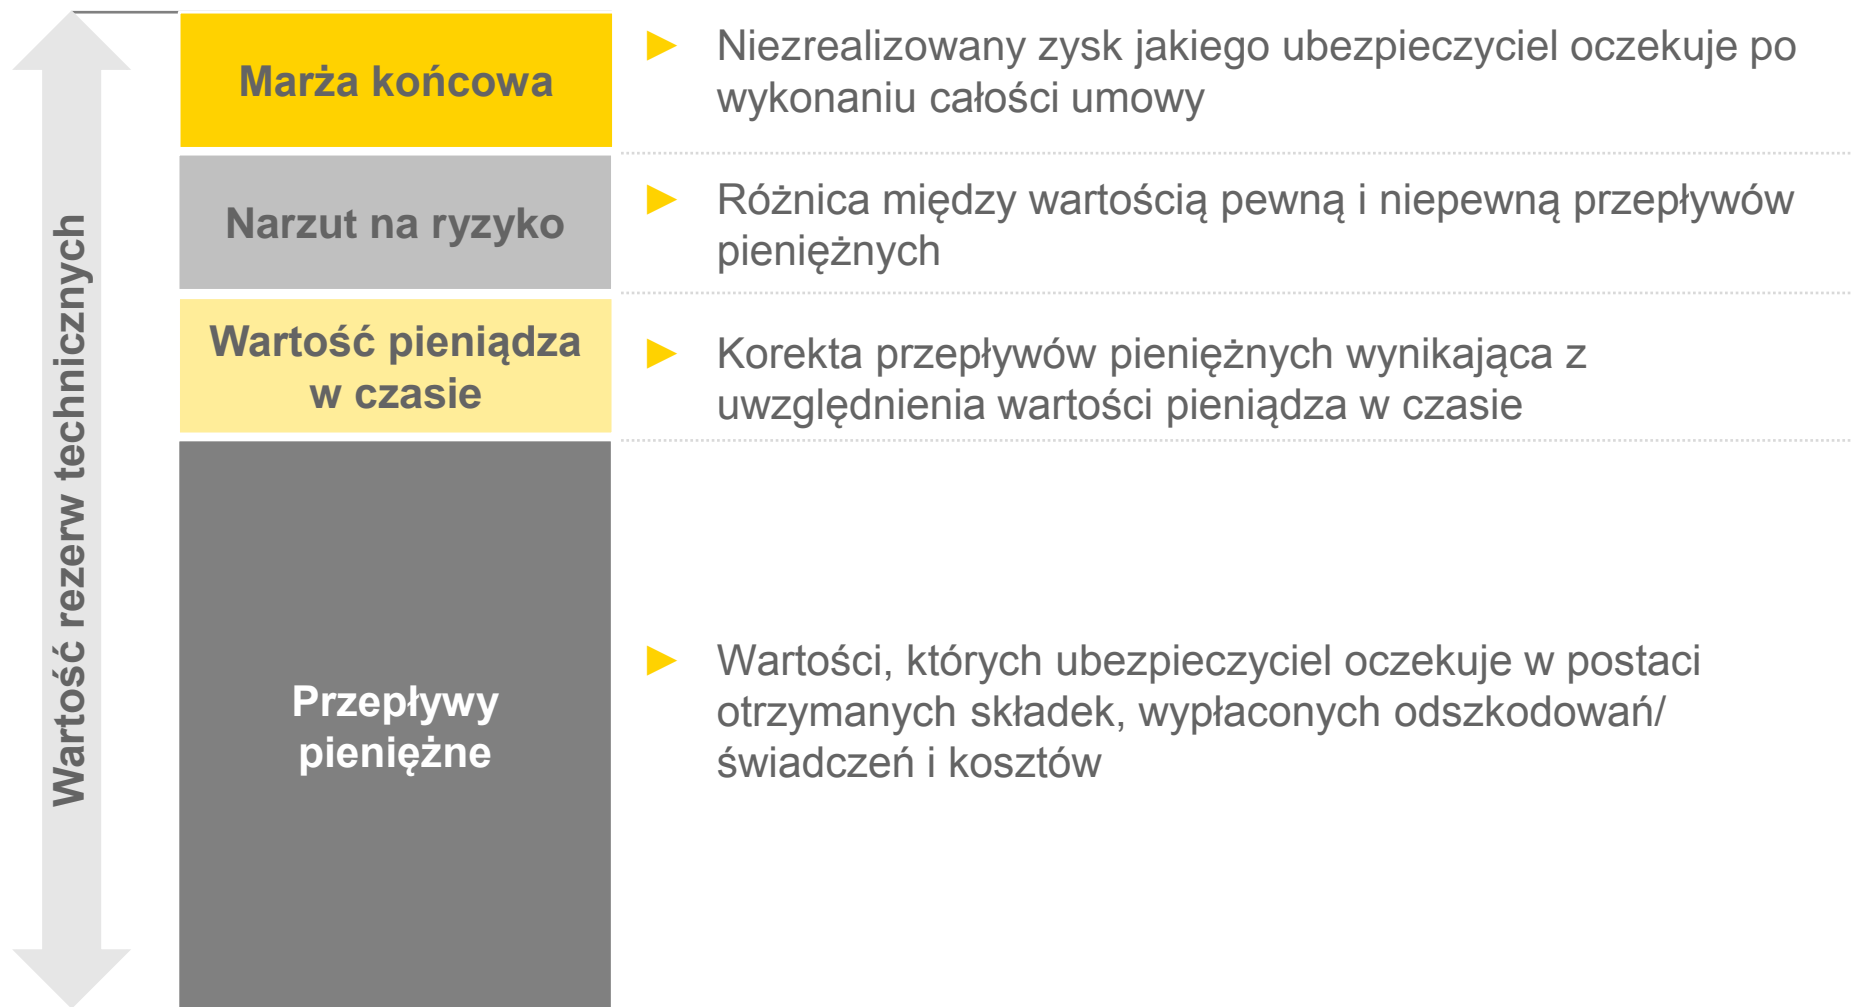 Wartość rezerw technicznych
Marża końcowa
► Niezrealizowany zysk jakiego ubezpieczyciel oczekuje po
wykonaniu całości umowy
Narzut na ryzyko
► Różnica między wartością pewną i niepewną przepływów
pieniężnych
Wartość pieniądza
w czasie
► Korekta przepływów pieniężnych wynikająca z
uwzględnienia wartości pieniądza w czasie
Przepływy
pieniężne
► Wartości, których ubezpieczyciel oczekuje w postaci
otrzymanych składek, wypłaconych odszkodowań/
świadczeń i kosztów